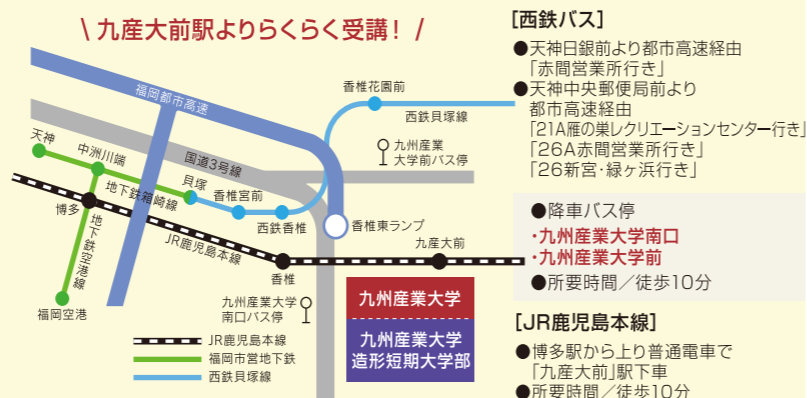 \ 九産大前駅よりらくらく受講! /
福岡都市高速
香椎花園前
西鉄貝塚線
九州産業
大学前バス停
天神
中洲川端
国道3号線
貝塚
地下鉄箱崎線
香椎宮前
西鉄香椎
香椎東ランプ
博多
地下鉄空港線
JR鹿児島本線
九産大前
香椎
福岡空港
九州産業大学
南口バス停
九州産業大学
九州産業大学
造形短期大学部
JR鹿児島本線
福岡市営地下鉄
西鉄貝塚線
[西鉄バス]
●天神日銀前より都市高速経由
「赤間営業所行き」
●天神中央郵便局前より
都市高速経由
「21A雁の巣レクリエーションセンター行き」
「26A赤間営業所行き」
「26新宮・緑ヶ浜行き」
●降車バス停
・九州産業大学南口
・九州産業大学前
●所要時間/徒歩10分
[JR鹿児島本線]
●博多駅から上り普通電車で
「九産大前」駅下車
●所要時間/徒歩10分